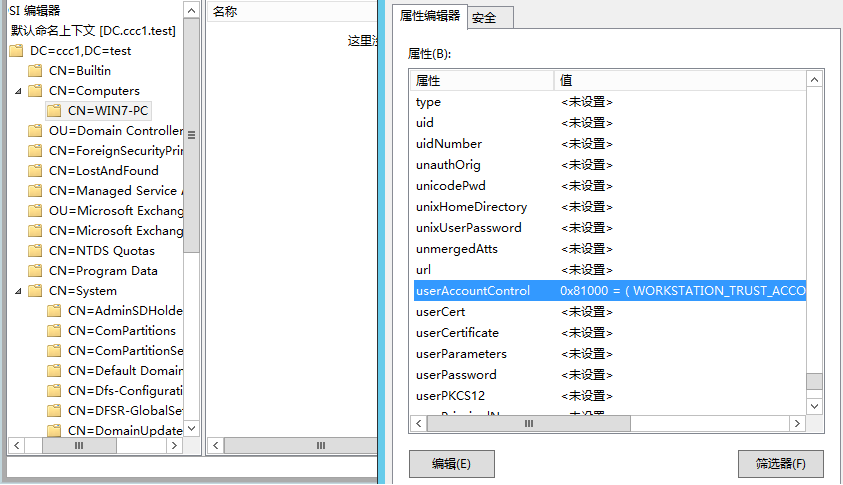 SI 编辑器
默认命名上下文 [DC.ccc1.test]
DC=ccc1,DC=test
CN=Builtin
CN=Computers
CN=WIN7-PC
OU=Domain Controller
CN=ForeignSecurityPri
CN=LostAndFound
CN=Managed Service
OU=Microsoft Exchang
CN=Microsoft Exchang
CN=NTDS Quotas
CN=Program Data
CN=System
CN=AdminSDHolde
CN=ComPartitions
CN=ComPartitionSe
CN=Default Domain
CN=Dfs-Configurati
CN=DFSR-GlobalSe
CN=DomainUpdate
名称
这里
属性编辑器 安全
属性(B):
属性 值
type <未设置>
uid <未设置>
uidNumber <未设置>
unauthOrig <未设置>
unicodePwd <未设置>
unixHomeDirectory <未设置>
unixUserPassword <未设置>
unmergedAtts <未设置>
url <未设置>
userAccountControl 0x81000 = ( WORKSTATION_TRUST_ACCO
userCert <未设置>
userCertificate <未设置>
userParameters <未设置>
userPassword <未设置>
userPKCS12 <未设置>
编辑(E) 筛选器(F)